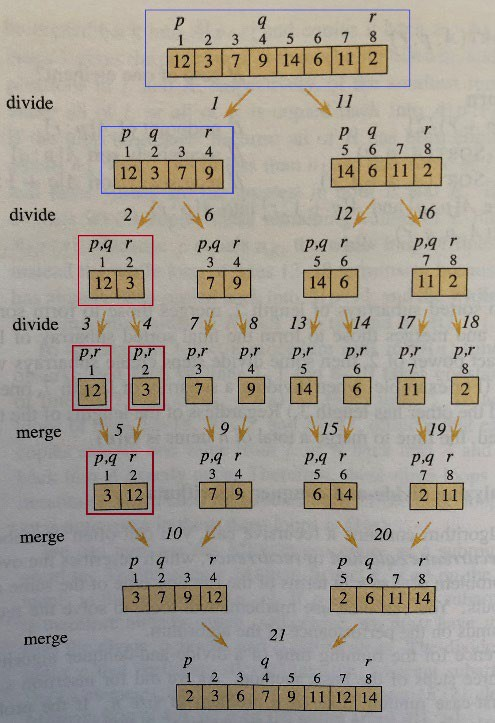 p q r
1 2 3 4 5 6 7 8
12 3 7 9 14 6 11 2
divide 1 11
p q r p q r
1 2 3 4 5 6 7 8
12 3 7 9 14 6 11 2
divide 2 6 12 16
p,q r p,q r p,q r p,q r
1 2 3 4 5 6 7 8
12 3 7 9 14 6 11 2
divide 3 4 7 8 13 14 17 18
p,r p,r p,r p,r p,r p,r p,r p,r
1 2 3 4 5 6 7 8
12 3 7 9 14 6 11 2
merge 5 9 15 19
p,q r p,q r p,q r p,q r
1 2 3 4 5 6 7 8
3 12 7 9 6 14 2 11
merge 10 20
p q r p q r
1 2 3 4 5 6 7 8
3 7 9 12 2 6 11 14
merge 21
p q r
1 2 3 4 5 6 7 8
2 3 6 7 9 11 12 14